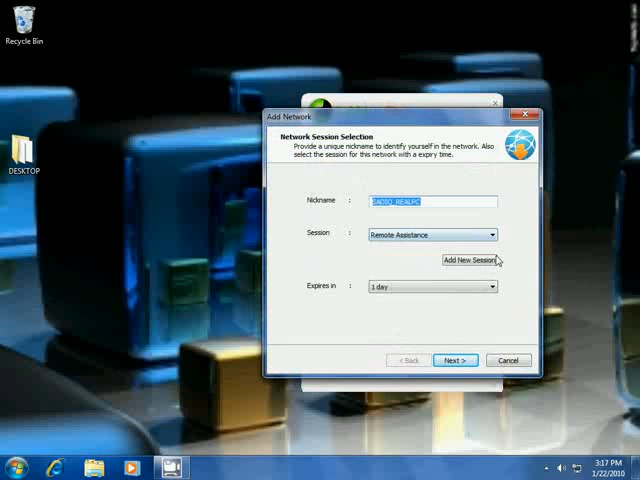 Recycle Bin
DESKTOP
Add Network
Network Session Selection
Provide a unique nickname to identify yourself in the network. Also
select the session for this network with a expiry time.
Nickname :
SADIQ_REALPC
Session :
Remote Assistance
Add New Session
Expires in :
1 day
< Back
Next >
Cancel
3:17 PM
1/22/2010